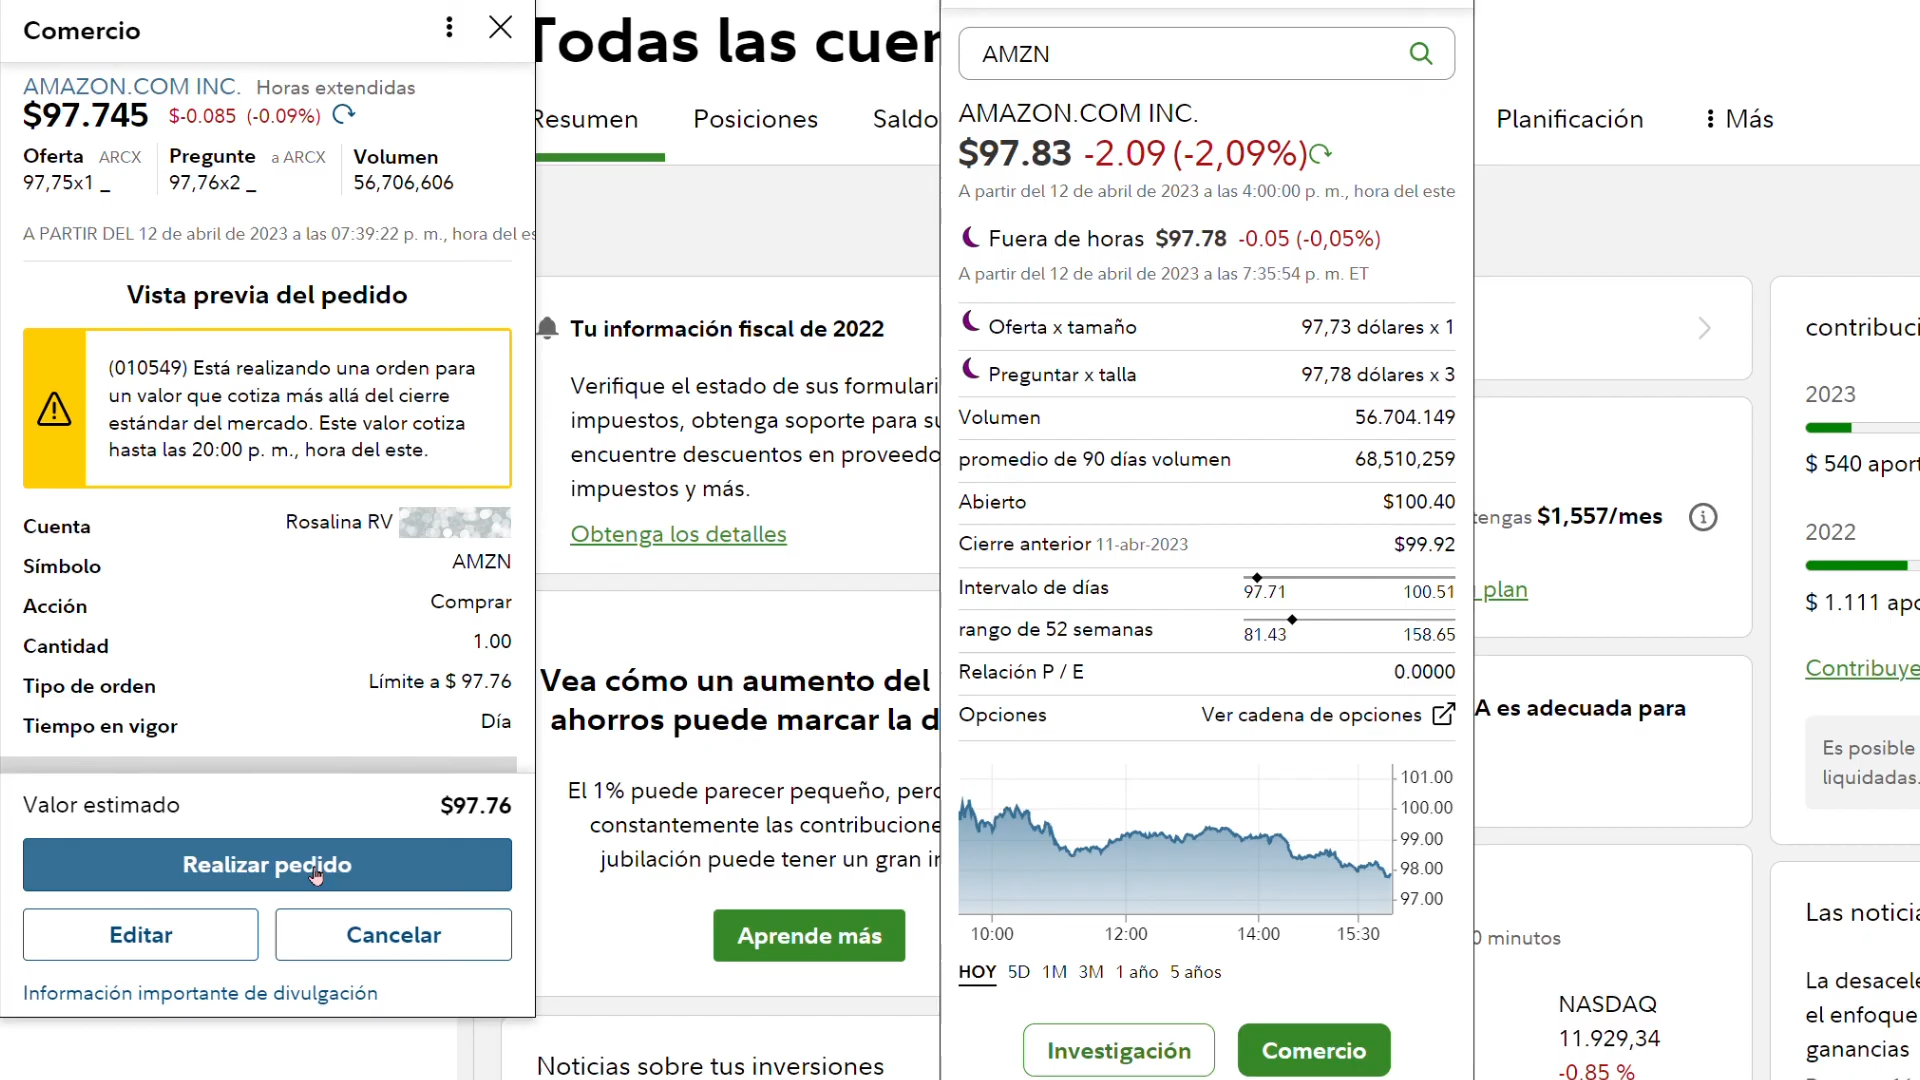 Comercio
AMAZON.COM INC. Horas extendidas
$97.745 $-0.085 (-0.09%)
Oferta ARCX Pregunte a ARCX Volumen
97,75x1 _ 97,76x2 _ 56,706,606
A PARTIR DEL 12 de abril de 2023 a las 07:39:22 p. m., hora del es
Vista previa del pedido
(010549) Está realizando una orden para
un valor que cotiza más allá del cierre
estándar del mercado. Este valor cotiza
hasta las 20:00 p. m., hora del este.
Cuenta Rosalina RV
Símbolo AMZN
Acción Comprar
Cantidad 1.00
Tipo de orden Límite a $ 97.76
Tiempo en vigor Día
Valor estimado $97.76
Realizar pedido
Editar Cancelar
Información importante de divulgación
Todas las cuen
Resumen Posiciones Saldo
Tu información fiscal de 2022
Verifique el estado de sus formulari
impuestos, obtenga soporte para su
encuentre descuentos en proveedo
impuestos y más.
Obtenga los detalles
Vea cómo un aumento del
ahorros puede marcar la d
El 1% puede parecer pequeño, perc
constantemente las contribucione
jubilación puede tener un gran in
Aprende más
Noticias sobre tus inversiones
AMZN
AMAZON.COM INC.
$97.83 -2.09 (-2,09%)
A partir del 12 de abril de 2023 a las 4:00:00 p. m., hora del este
Fuera de horas $97.78 -0.05 (-0,05%)
A partir del 12 de abril de 2023 a las 7:35:54 p. m. ET
Oferta x tamaño 97,73 dólares x 1
Preguntar x talla 97,78 dólares x 3
Volumen 56.704.149
promedio de 90 días volumen 68,510,259
Abierto $100.40
Cierre anterior 11-abr-2023 $99.92
Intervalo de días 97.71 100.51
rango de 52 semanas 81.43 158.65
Relación P / E 0.0000
Opciones Ver cadena de opciones
101.00
100.00
99.00
98.00
97.00
10:00 12:00 14:00 15:30
HOY 5D 1M 3M 1 año 5 años
Investigación Comercio
Planificación Más
tengas $1,557/mes
plan
A es adecuada para
0 minutos
NASDAQ
11.929,34
-0.85 %
contribuci
2023
$ 540 aport
2022
$ 1.111 apo
Contribuye
Es posible
liquidadas.
Las noticia
La desacele
el enfoque
ganancias